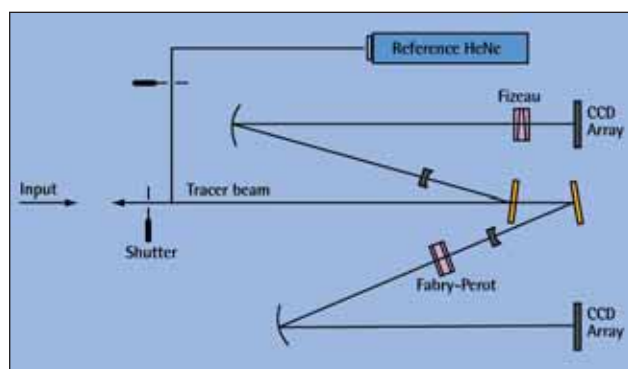 Reference HeNe
Fizeau
CCD
Array
Input
Tracer beam
Shutter
Fabry-Perot
CCD
Array